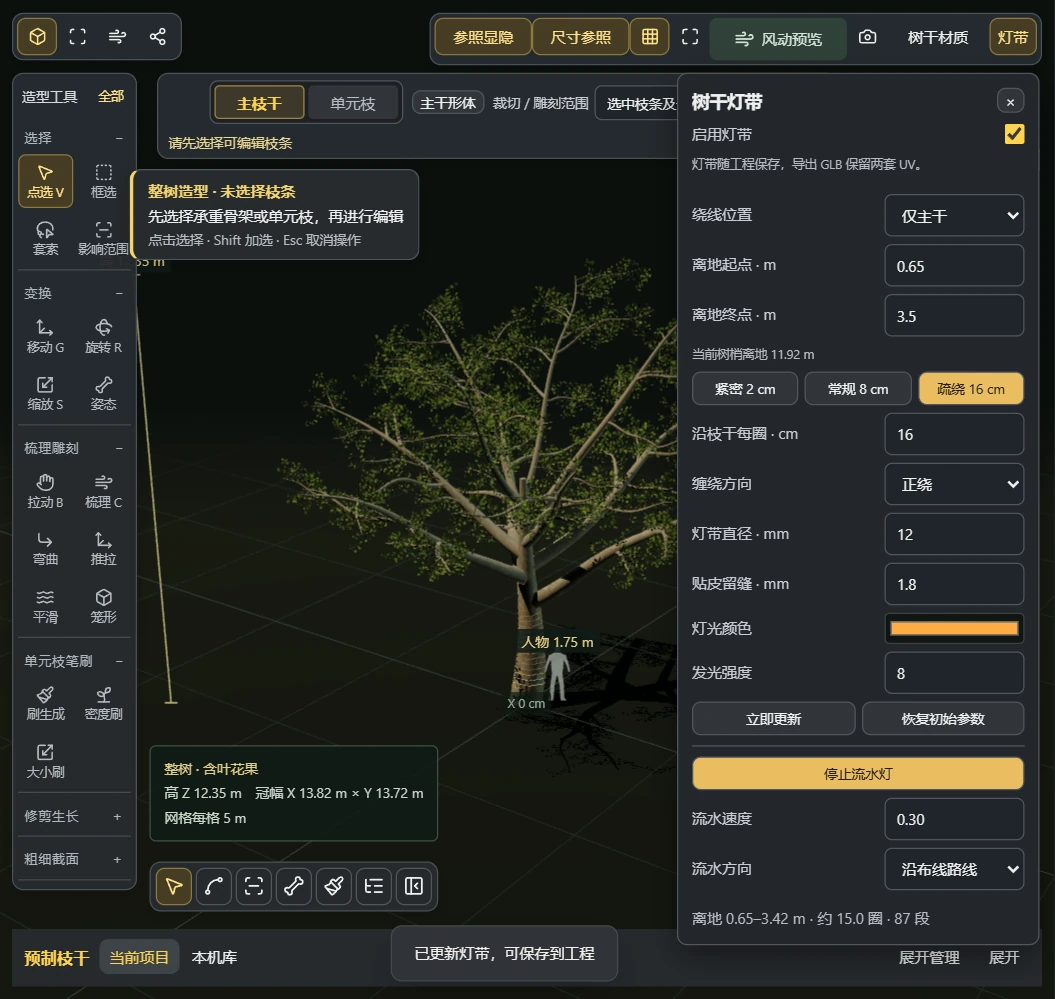 参照显隐
尺寸参照
风动预览
树干材质
灯带
造型工具 全部
选择 −
点选 V
框选
套索
影响范围
变换 −
移动 G
旋转 R
缩放 S
姿态
梳理雕刻 −
拉动 B
梳理 C
弯曲
推拉
平滑
笼形
单元枝笔刷 −
刷生成
密度刷
大小刷
修剪生长 +
粗细截面 +
主枝干
单元枝
主干形体
裁切 / 雕刻范围
选中枝条及
请先选择可编辑枝条
整树造型 · 未选择枝条
先选择承重骨架或单元枝，再进行编辑
点击选择 · Shift 加选 · Esc 取消操作
人物 1.75 m
X 0 cm
整树 · 含叶花果
高 Z 12.35 m 冠幅 X 13.82 m × Y 13.72 m
网格每格 5 m
树干灯带 ×
启用灯带
灯带随工程保存，导出 GLB 保留两套 UV。
绕线位置 仅主干
离地起点 · m 0.65
离地终点 · m 3.5
当前树梢离地 11.92 m
紧密 2 cm
常规 8 cm
疏绕 16 cm
沿枝干每圈 · cm 16
缠绕方向 正绕
灯带直径 · mm 12
贴皮留缝 · mm 1.8
灯光颜色
发光强度 8
立即更新
恢复初始参数
停止流水灯
流水速度 0.30
流水方向 沿布线路线
离地 0.65–3.42 m · 约 15.0 圈 · 87 段
预制枝干
当前项目
本机库
已更新灯带，可保存到工程
展开管理
展开